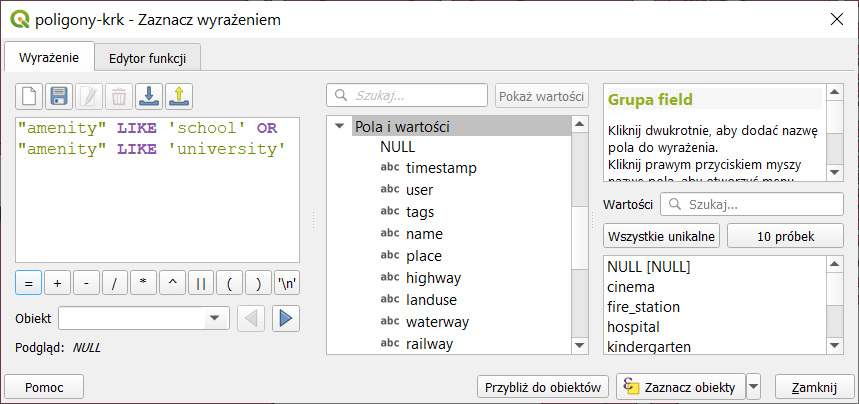 poligony-krk - Zaznacz wyrażeniem
Wyrażenie
Edytor funkcji
"amenity" LIKE 'school' OR
"amenity" LIKE 'university'
= + - / * ^ || ( ) '\n'
Obiekt
Podgląd: NULL
Szukaj...
Pokaż wartości
Pola i wartości
NULL
abc timestamp
abc user
abc tags
abc name
abc place
abc highway
abc landuse
abc waterway
abc railway
Grupa field
Kliknij dwukrotnie, aby dodać nazwę
pola do wyrażenia.
Kliknij prawym przyciskiem myszy
nazwę pola, aby otworzyć menu
Wartości
Szukaj...
Wszystkie unikalne
10 próbek
NULL [NULL]
cinema
fire_station
hospital
kindergarten
Pomoc
Przybliż do obiektów
Zaznacz obiekty
Zamknij